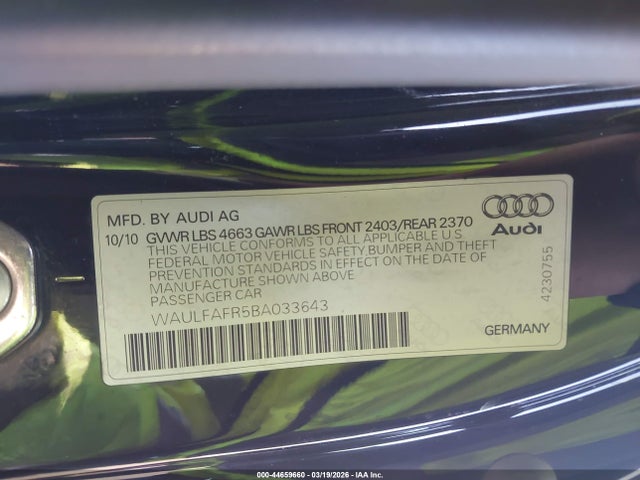 MFD. BY AUDI AG
10/10 GVWR LBS 4663 GAWR LBS FRONT 2403/REAR 2370
THIS VEHICLE CONFORMS TO ALL APPLICABLE U.S.
FEDERAL MOTOR VEHICLE SAFETY, BUMPER AND THEFT
PREVENTION STANDARDS IN EFFECT ON THE DATE OF
MANUFACTURE SHOWN ABOVE
PASSENGER CAR
WAULFAFR5BA033643
Audi
4230755
GERMANY
000-44659660 - 03/19/2026 - IAA Inc.